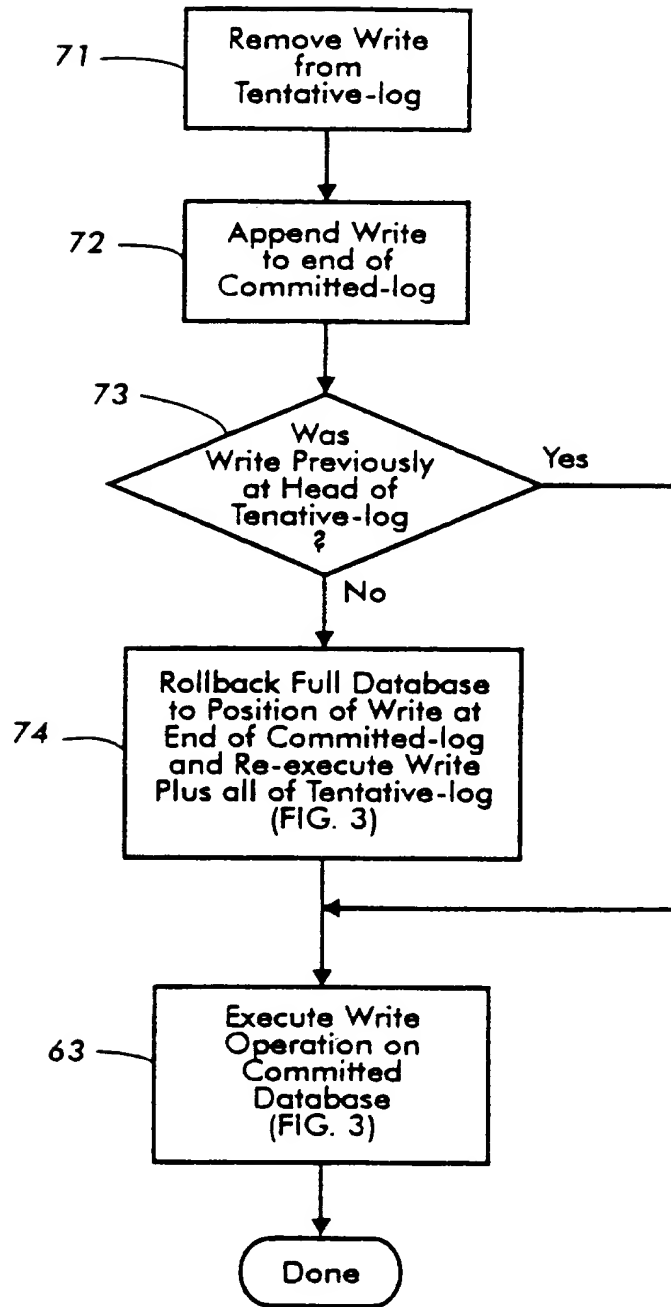 71
Remove Write
from
Tentative-log
72
Append Write
to end of
Committed-log
73
Was
Write Previously
at Head of
Tenative-log
?
Yes
No
74
Rollback Full Database
to Position of Write at
End of Committed-log
and Re-execute Write
Plus all of Tentative-log
(FIG. 3)
63
Execute Write
Operation on
Committed
Database
(FIG. 3)
Done